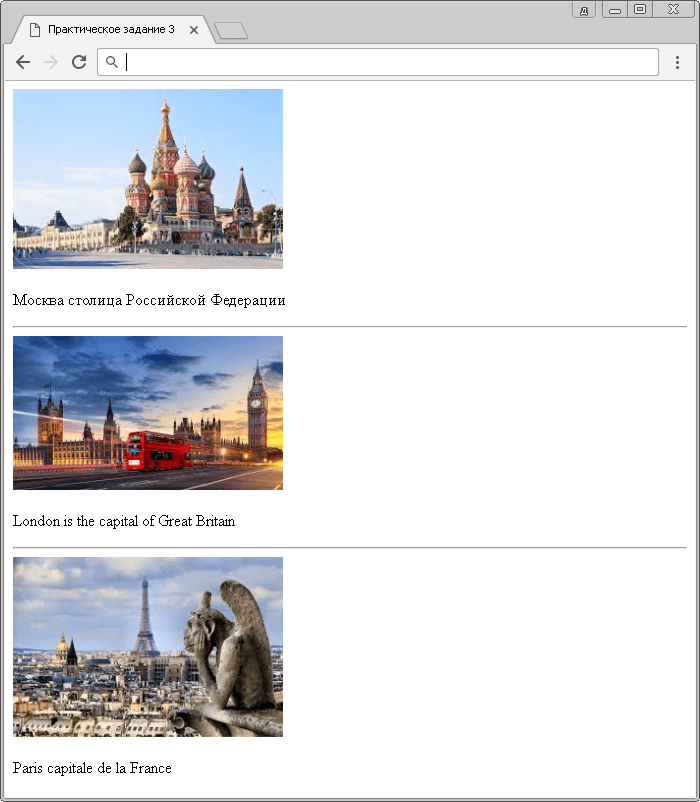 д
Практическое задание 3
Москва столица Российской Федерации
London is the capital of Great Britain
Paris capitale de la France